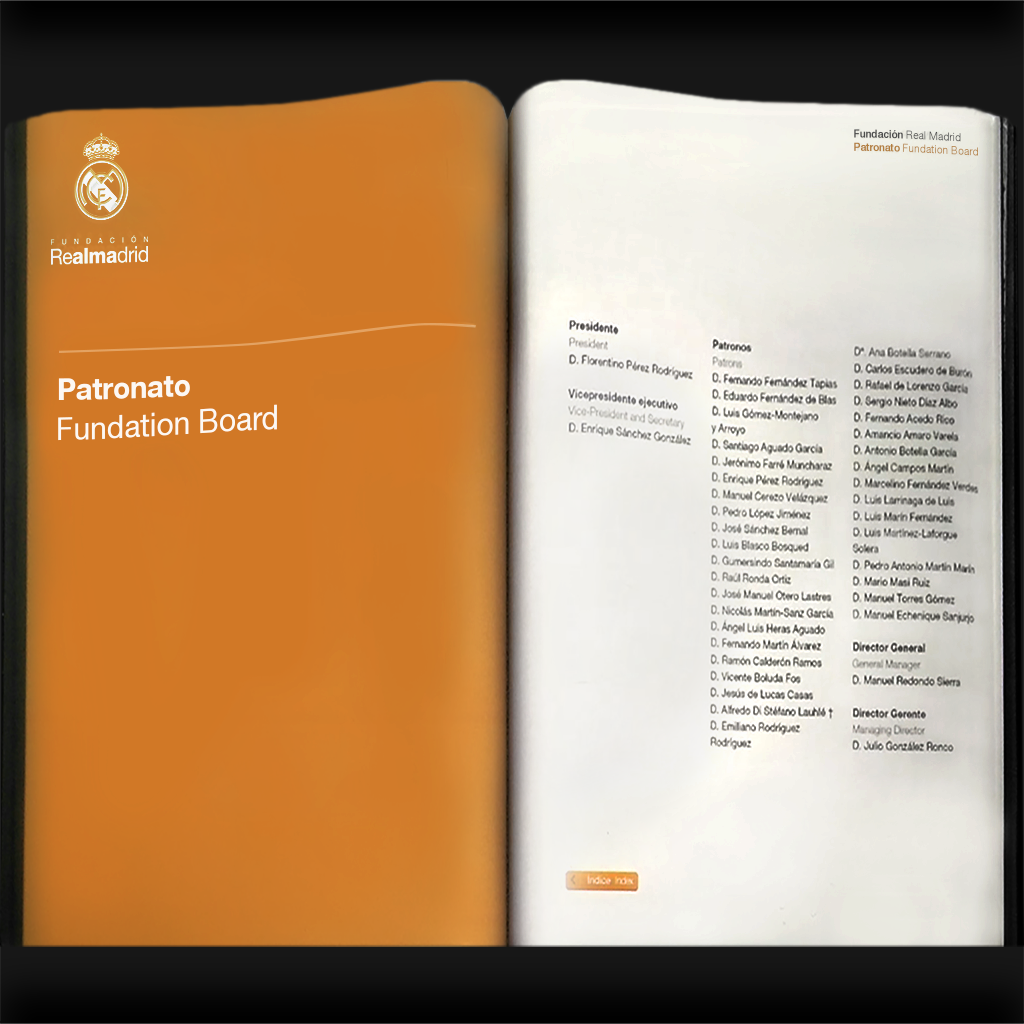 FUNDACIÓN
Realmadrid
Patronato
Fundation Board
Fundación Real Madrid
Patronato Fundation Board
Presidente
President
D. Florentino Pérez Rodríguez
Vicepresidente ejecutivo
Vice-President and Secretary
D. Enrique Sánchez González
Patronos
Patrons
D. Fernando Fernández Tapias
D. Eduardo Fernández de Blas
D. Luis Gómez-Montejano
y Arroyo
D. Santiago Aguado García
D. Jerónimo Farré Muncharaz
D. Enrique Pérez Rodríguez
D. Manuel Cerezo Velázquez
D. Pedro López Jiménez
D. José Sánchez Bernal
D. Luis Blasco Bosqued
D. Gumersindo Santamaría Gil
D. Raúl Ronda Ortiz
D. José Manuel Otero Lastres
D. Nicolás Martín-Sanz García
D. Ángel Luis Heras Aguado
D. Fernando Martín Álvarez
D. Ramón Calderón Ramos
D. Vicente Boluda Fos
D. Jesús de Lucas Casas
D. Alfredo Di Stéfano Lauhlé †
D. Emiliano Rodríguez
Rodríguez
Dª. Ana Botella Serrano
D. Carlos Escudero de Burón
D. Rafael de Lorenzo García
D. Sergio Nieto Díaz Albo
D. Fernando Acedo Rico
D. Amancio Amaro Varela
D. Antonio Botella García
D. Ángel Campos Martín
D. Marcelino Fernández Verdes
D. Luis Larrinaga de Luis
D. Luis Marín Fernández
D. Luis Martínez-Laforgue
Solera
D. Pedro Antonio Martín Marín
D. Mario Masi Ruiz
D. Manuel Torres Gómez
D. Manuel Echenique Sanjurjo
Director General
General Manager
D. Manuel Redondo Sierra
Director Gerente
Managing Director
D. Julio González Ronco
Índice Index